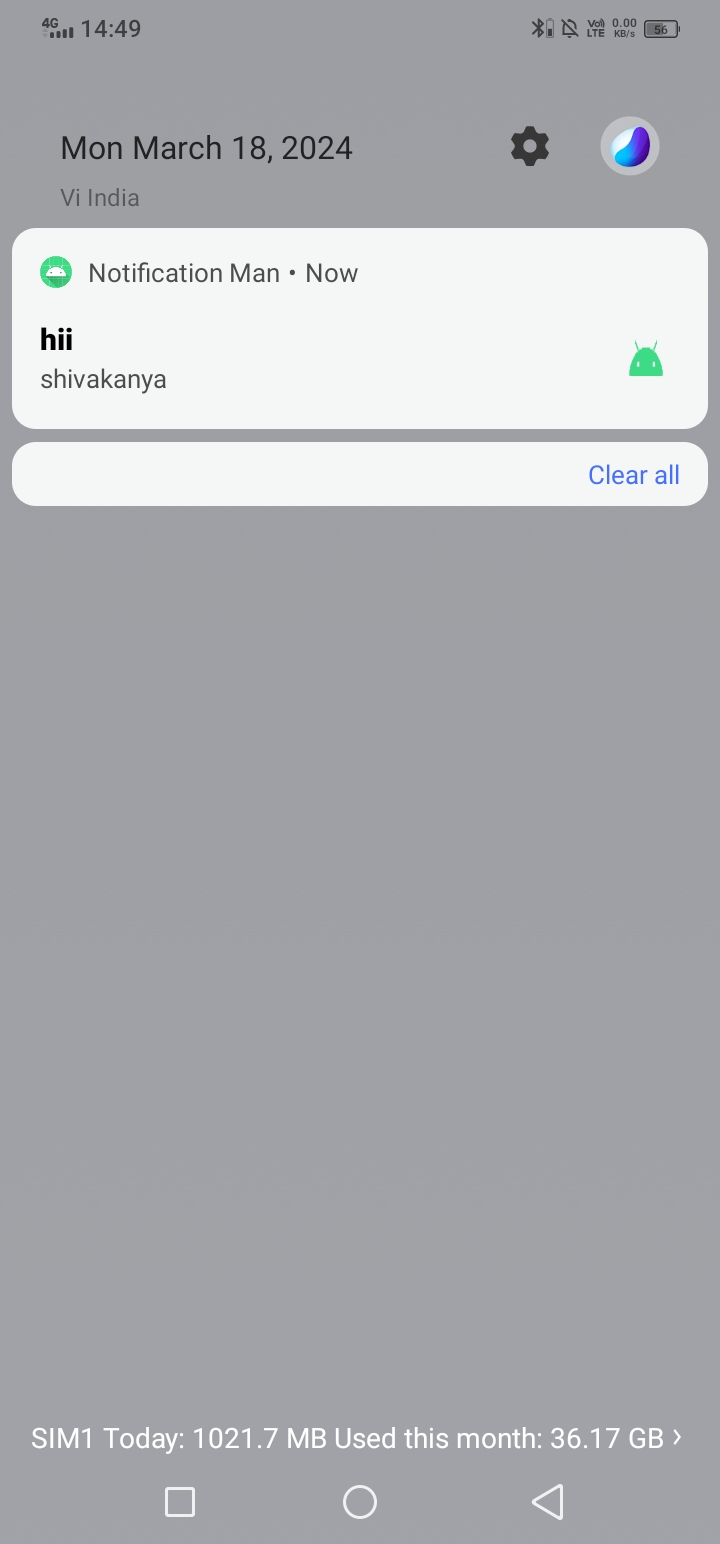 4G 14:49 Vol) LTE 0.00 KB/s 56
Mon March 18, 2024
Vi India
Notification Man • Now
hii
shivakanya
Clear all
SIM1 Today: 1021.7 MB Used this month: 36.17 GB ›